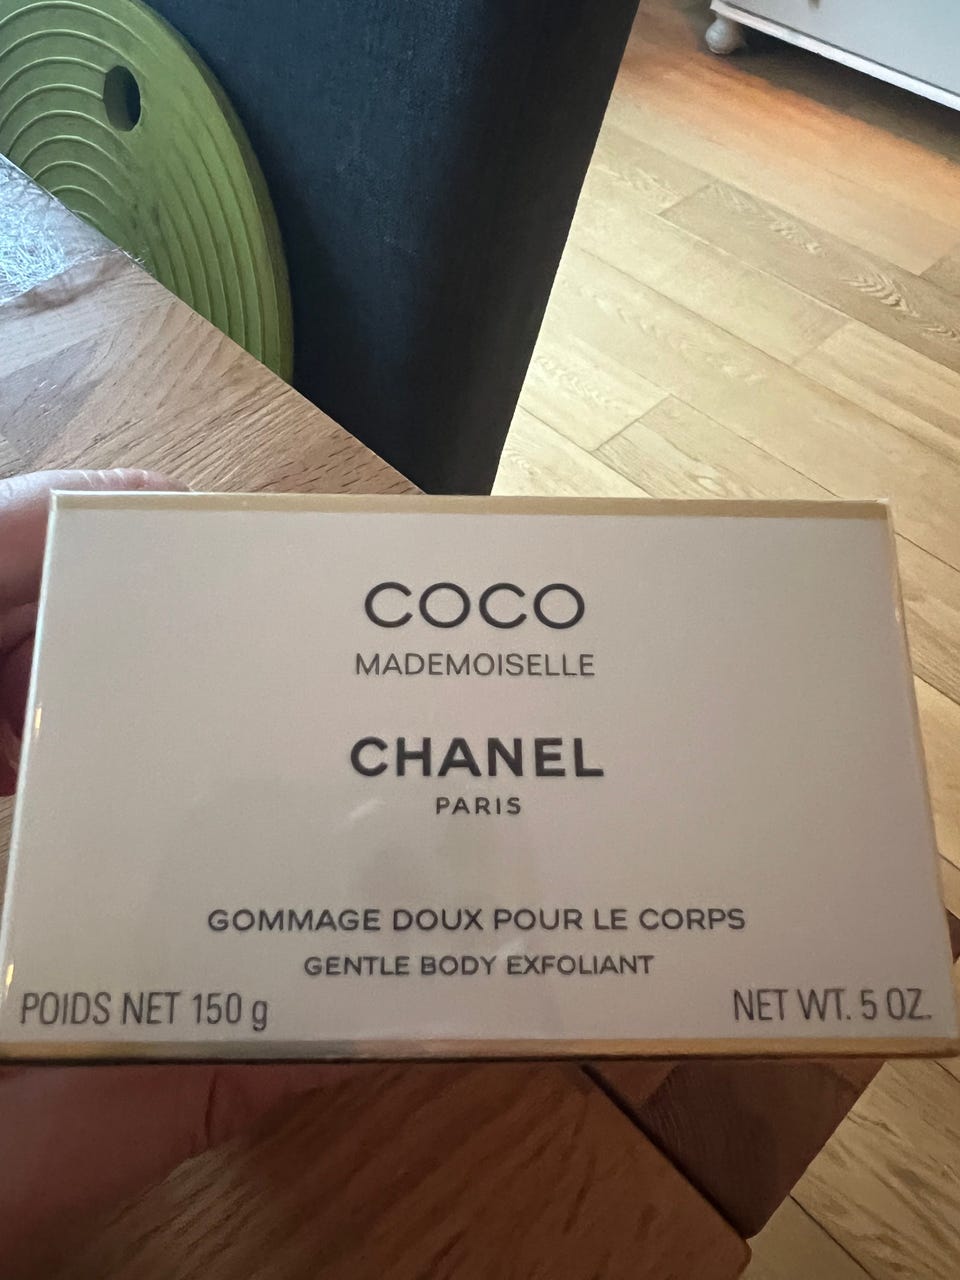 COCO
MADEMOISELLE
CHANEL
PARIS
GOMMAGE DOUX POUR LE CORPS
GENTLE BODY EXFOLIANT
POIDS NET 150 g NET WT. 5 OZ.